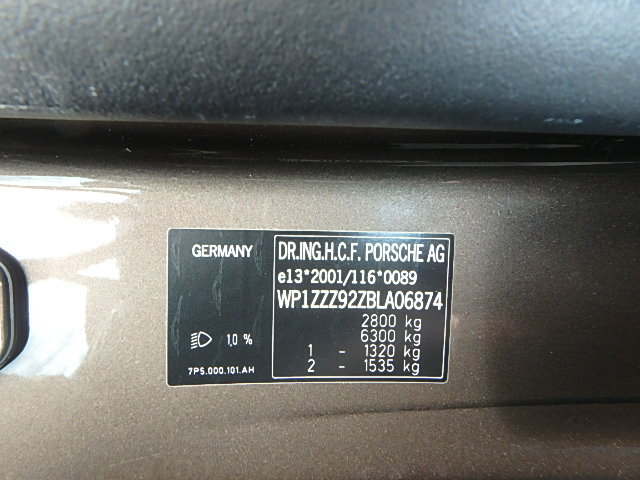 GERMANY
DR.ING.H.C.F. PORSCHE AG
e13*2001/116*0089
WP1ZZZ92ZBLA06874
2800 kg
6300 kg
1,0 %
1 - 1320 kg
2 - 1535 kg
7P5.000.101.AH